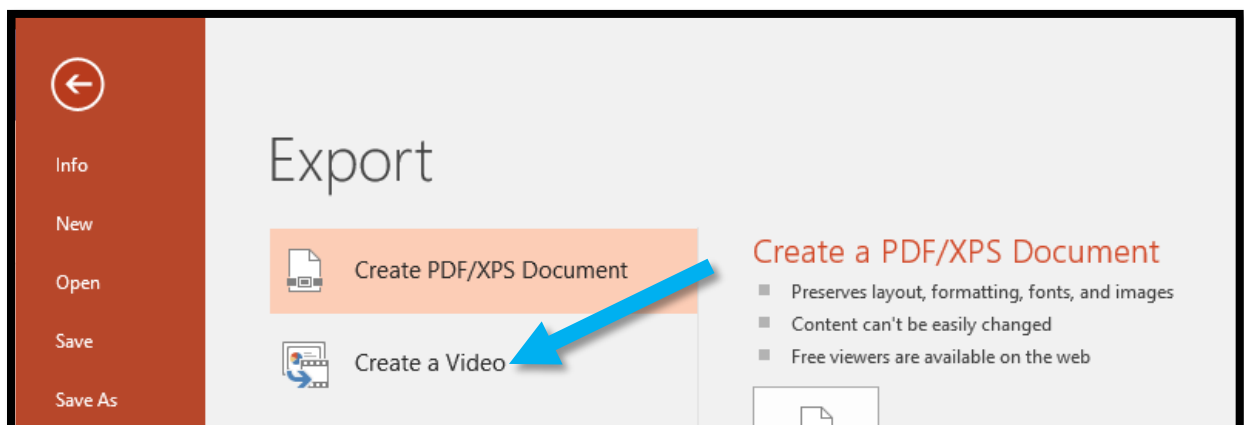 Info
New
Open
Save
Save As
Export
Create PDF/XPS Document
Create a Video
Create a PDF/XPS Document
Preserves layout, formatting, fonts, and images
Content can't be easily changed
Free viewers are available on the web